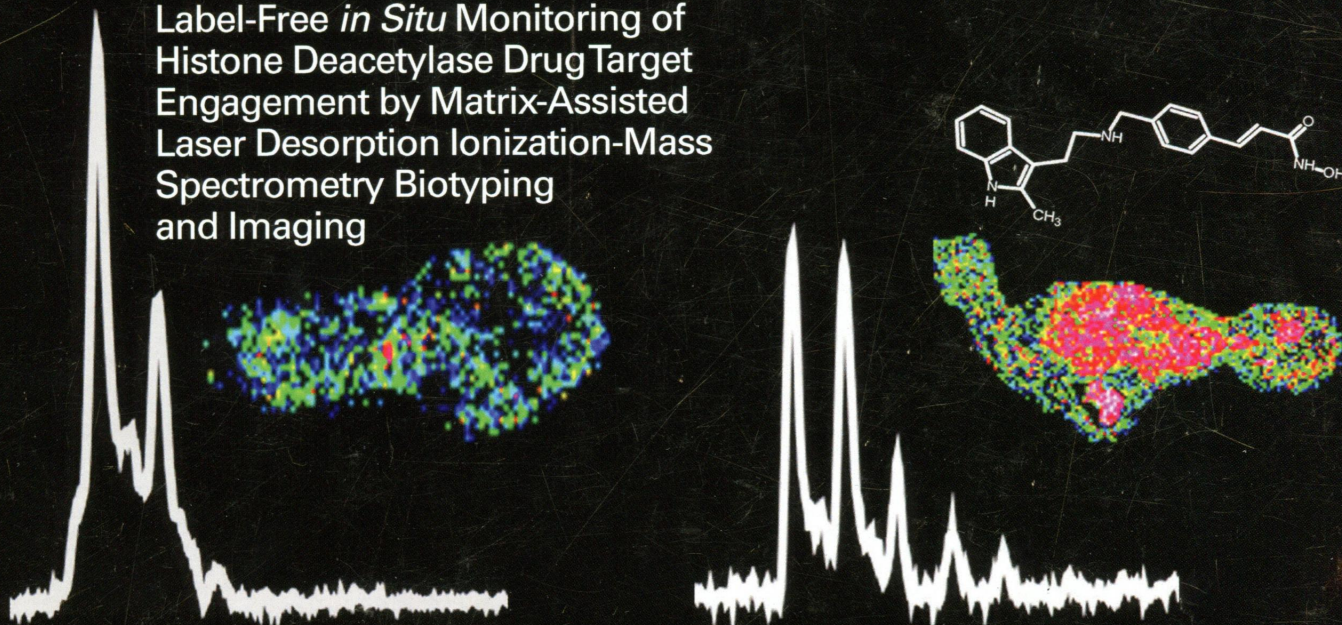 Label-Free in Situ Monitoring of
Histone Deacetylase Drug Target
Engagement by Matrix-Assisted
Laser Desorption Ionization-Mass
Spectrometry Biotyping
and Imaging
O
NH
NH-OH
N
H
CH3